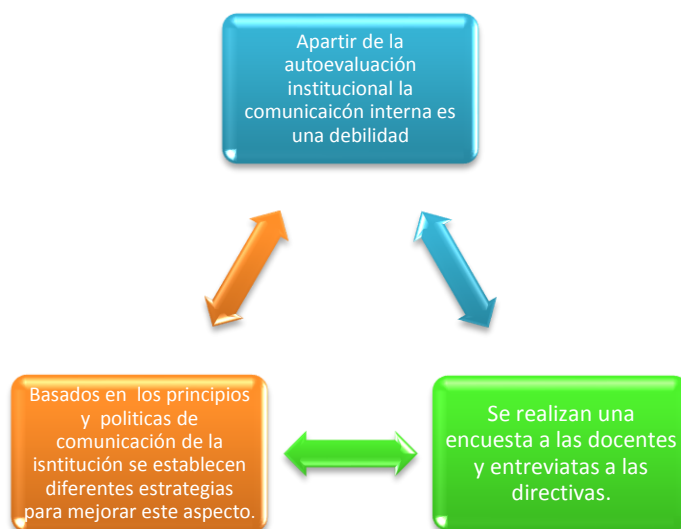 Apartir de la
autoevaluación
institucional la
comunicaicón interna es
una debilidad
Basados en los principios
y politicas de
comunicación de la
isntitución se establecen
diferentes estrategias
para mejorar este aspecto.
Se realizan una
encuesta a las docentes
y entreviatas a las
directivas.